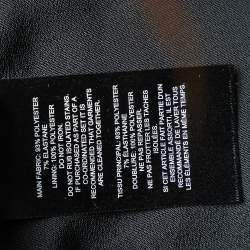 MAIN FABRIC: 93% POLYESTER
7% ELASTANE
LINING: 100% POLYESTER
DO NOT IRON.
DO NOT RUB ISOLATED STAINS.
IF PURCHASED AS PART OF A
CO-ORDINATED SET IT IS
RECOMMENDED THAT GARMENTS
ARE CLEANED TOGETHER.
TISSU PRINCIPAL: 93% POLYESTER
7% ÉLASTHANNE
DOUBLURE: 100% POLYESTER
NE PAS REPASSER.
NE PAS FROTTER LES TACHES
ISOLÉES.
SI CET ARTICLE FAIT PARTIE D'UN
ENSEMBLE ASSORTI, IL EST
RECOMMANDÉ DE LAVER TOUS
LES ÉLÉMENTS EN MÊME TEMPS.